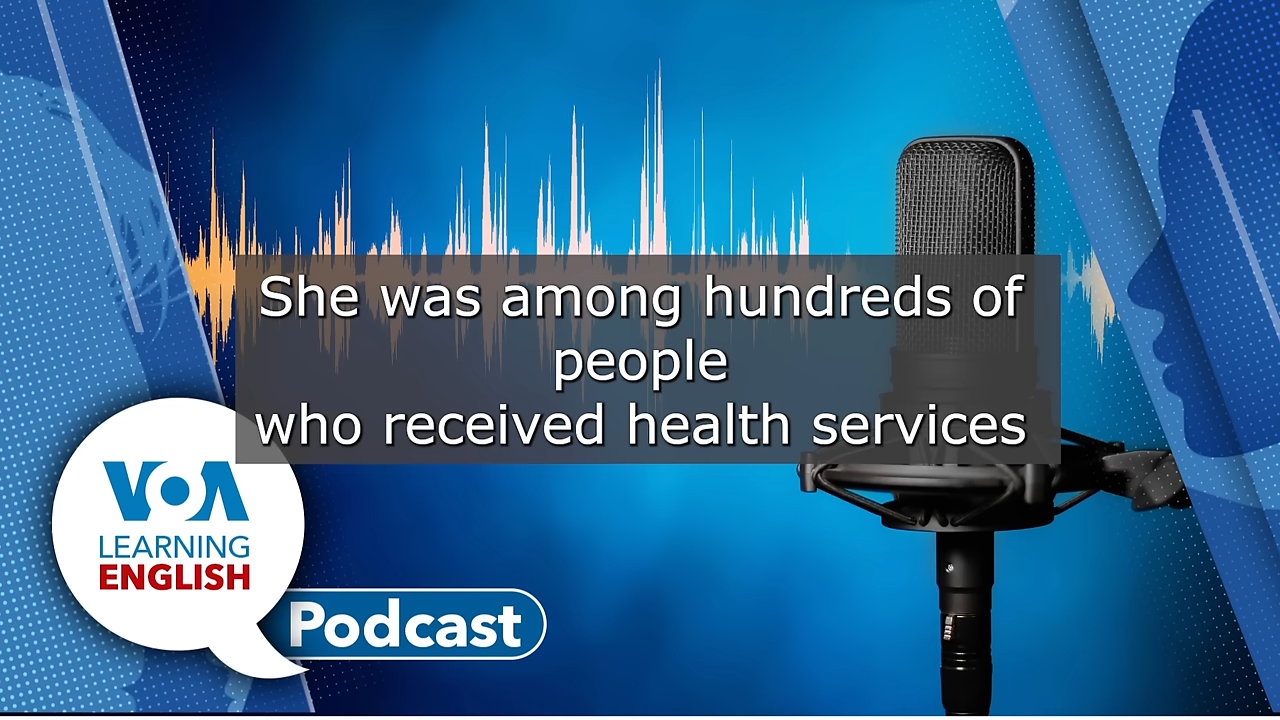 She was among hundreds of
people
who received health services
VOA
LEARNING
ENGLISH
Podcast